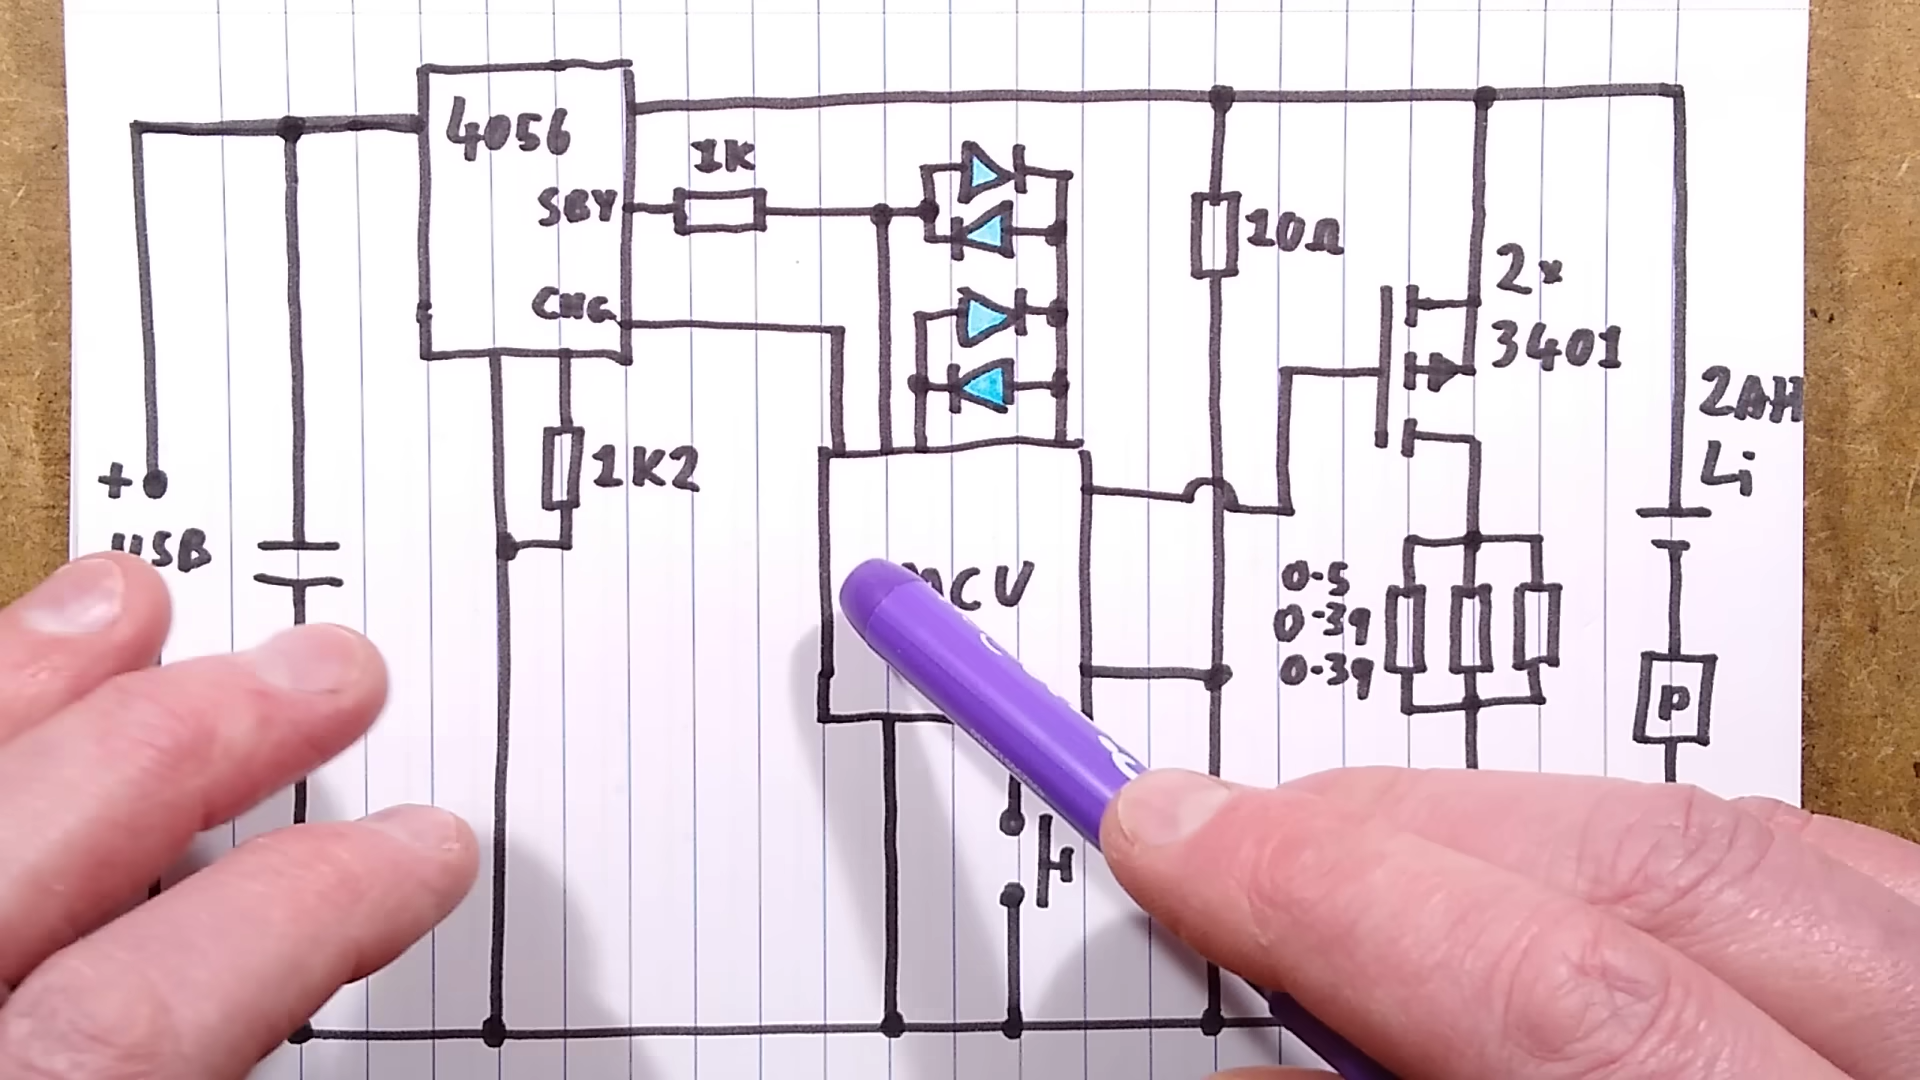 4056
1K
SBY
CHG
10Ω
2x
3401
2AH
Li
1K2
+
USB
MCU
0.5
0.39
0.39
P